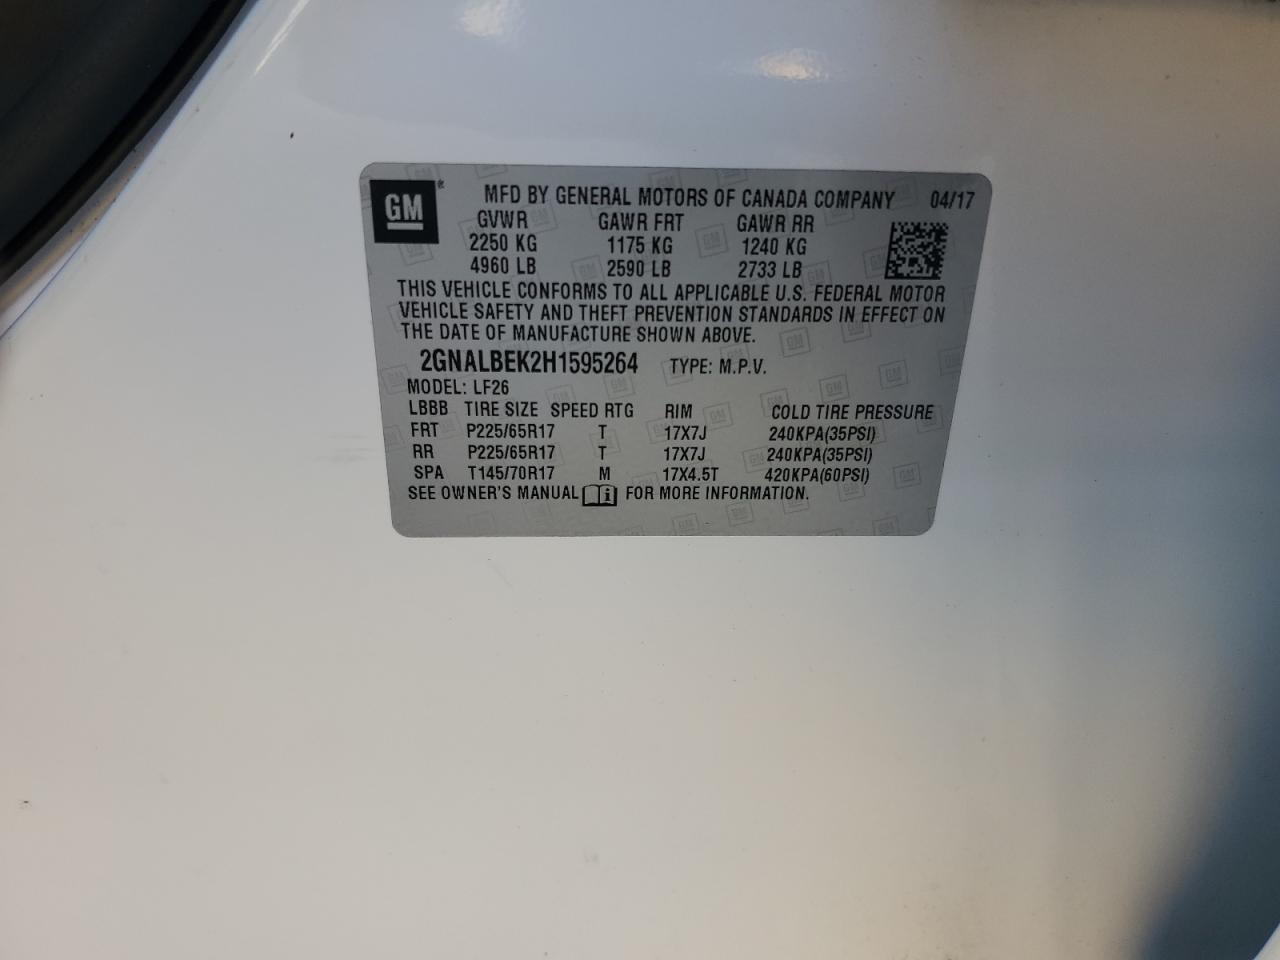 GM ® MFD BY GENERAL MOTORS OF CANADA COMPANY 04/17
GVWR GAWR FRT GAWR RR
2250 KG 1175 KG 1240 KG
4960 LB 2590 LB 2733 LB
THIS VEHICLE CONFORMS TO ALL APPLICABLE U.S. FEDERAL MOTOR
VEHICLE SAFETY AND THEFT PREVENTION STANDARDS IN EFFECT ON
THE DATE OF MANUFACTURE SHOWN ABOVE.
2GNALBEK2H1595264 TYPE: M.P.V.
MODEL: LF26
LBBB TIRE SIZE SPEED RTG RIM COLD TIRE PRESSURE
FRT P225/65R17 T 17X7J 240KPA(35PSI)
RR P225/65R17 T 17X7J 240KPA(35PSI)
SPA T145/70R17 M 17X4.5T 420KPA(60PSI)
SEE OWNER'S MANUAL i FOR MORE INFORMATION.